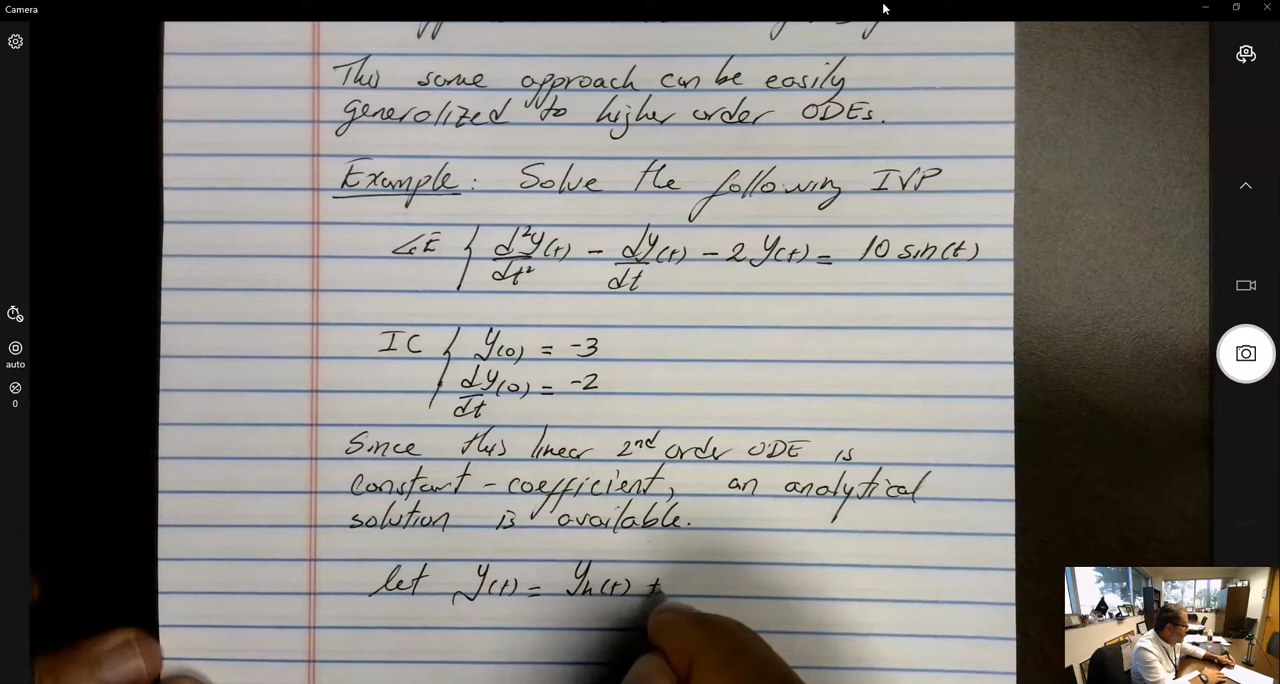 Camera
This same approach can be easily
generalized to higher order ODEs.
Example: Solve the following IVP
GE { d²y(t)/dt² - dy(t)/dt - 2 y(t) = 10 sin(t)
IC { y(0) = -3
dy(0)/dt = -2
Since this linear 2nd order ODE is
constant-coefficient, an analytical
solution is available.
let y(t) = yh(t) +
auto
0